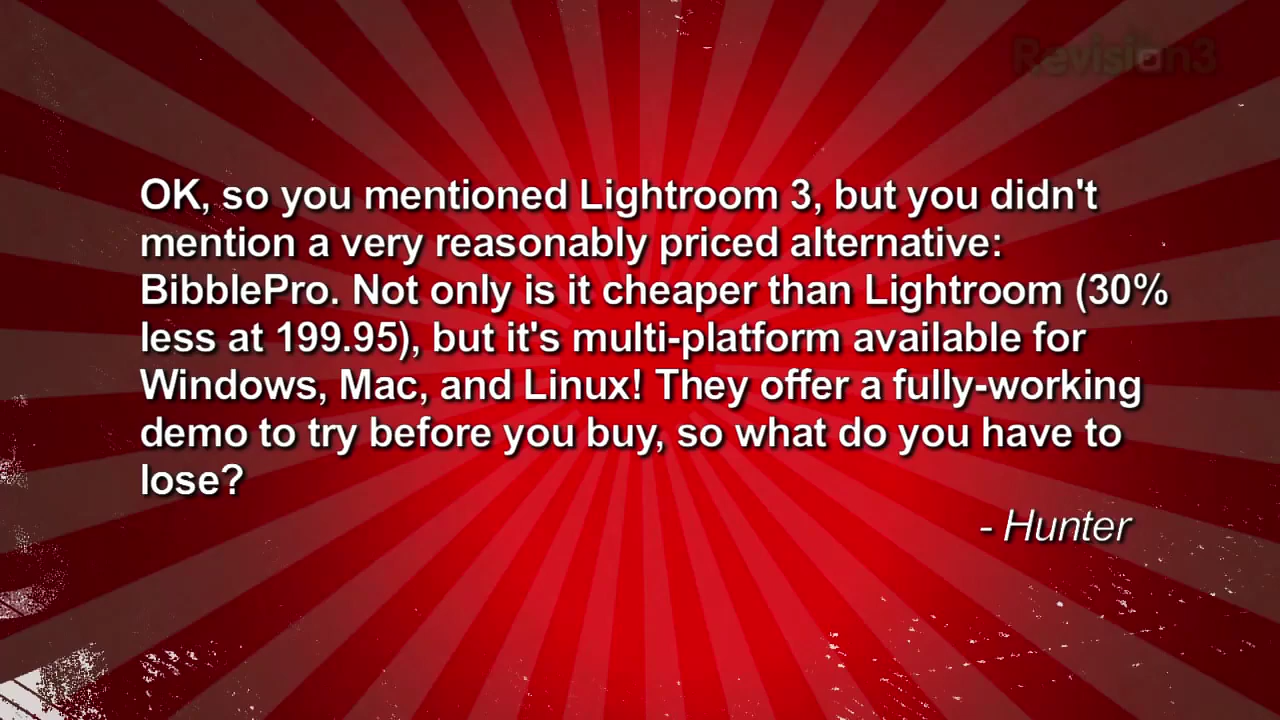 Revision3
OK, so you mentioned Lightroom 3, but you didn't
mention a very reasonably priced alternative:
BibblePro. Not only is it cheaper than Lightroom (30%
less at 199.95), but it's multi-platform available for
Windows, Mac, and Linux! They offer a fully-working
demo to try before you buy, so what do you have to
lose?
- Hunter